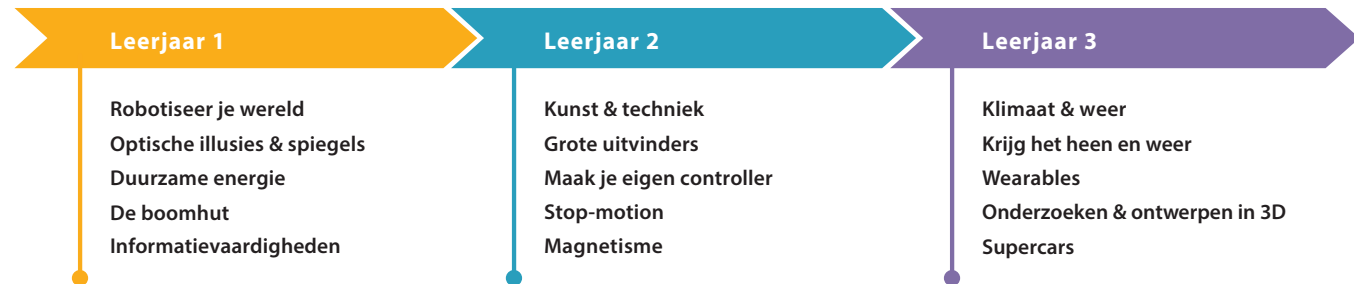 Leerjaar 1
Robotiseer je wereld
Optische illusies & spiegels
Duurzame energie
De boomhut
Informatievaardigheden
Leerjaar 2
Kunst & techniek
Grote uitvinders
Maak je eigen controller
Stop-motion
Magnetisme
Leerjaar 3
Klimaat & weer
Krijg het heen en weer
Wearables
Onderzoeken & ontwerpen in 3D
Supercars